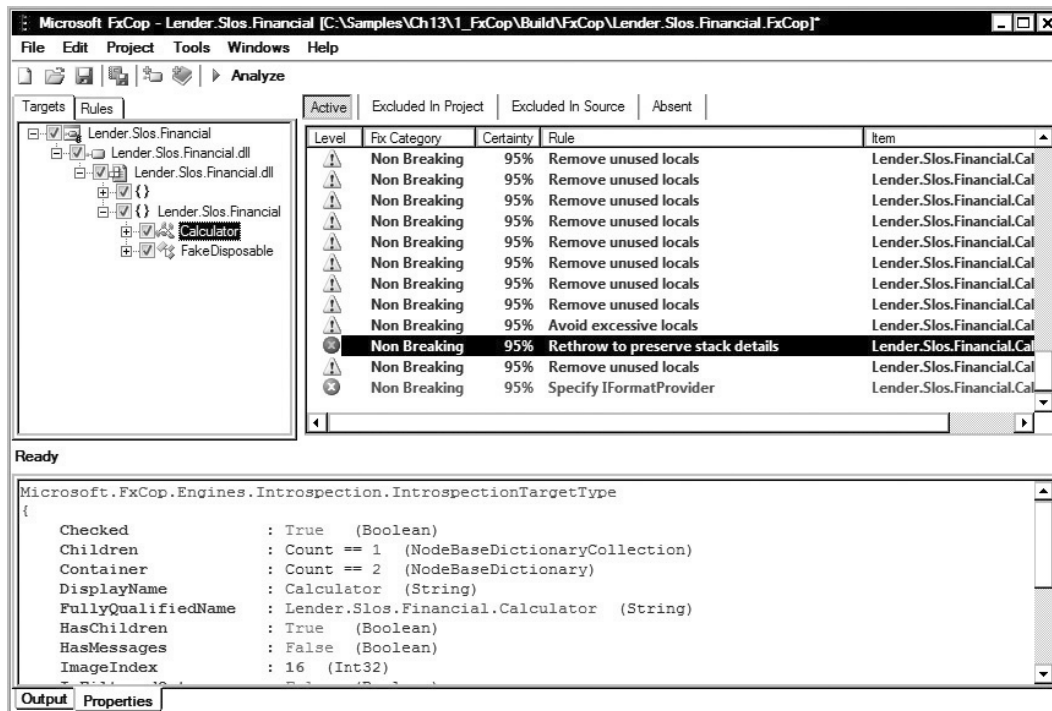 Microsoft FxCop - Lender.Slos.Financial [C:\Samples\Ch13\1_FxCop\Build\FxCop\Lender.Slos.Financial.FxCop]*
File Edit Project Tools Windows Help
Analyze
Targets Rules
Lender.Slos.Financial
Lender.Slos.Financial.dll
Lender.Slos.Financial.dll
{}
{} Lender.Slos.Financial
Calculator
FakeDisposable
Active Excluded In Project Excluded In Source Absent
Level Fix Category Certainty Rule Item
Non Breaking 95% Remove unused locals Lender.Slos.Financial.Cal
Non Breaking 95% Remove unused locals Lender.Slos.Financial.Cal
Non Breaking 95% Remove unused locals Lender.Slos.Financial.Cal
Non Breaking 95% Remove unused locals Lender.Slos.Financial.Cal
Non Breaking 95% Remove unused locals Lender.Slos.Financial.Cal
Non Breaking 95% Remove unused locals Lender.Slos.Financial.Cal
Non Breaking 95% Remove unused locals Lender.Slos.Financial.Cal
Non Breaking 95% Remove unused locals Lender.Slos.Financial.Cal
Non Breaking 95% Avoid excessive locals Lender.Slos.Financial.Cal
Non Breaking 95% Rethrow to preserve stack details Lender.Slos.Financial.Cal
Non Breaking 95% Remove unused locals Lender.Slos.Financial.Cal
Non Breaking 95% Specify IFormatProvider Lender.Slos.Financial.Cal
Ready
Microsoft.FxCop.Engines.Introspection.IntrospectionTargetType
{
Checked : True (Boolean)
Children : Count == 1 (NodeBaseDictionaryCollection)
Container : Count == 2 (NodeBaseDictionary)
DisplayName : Calculator (String)
FullyQualifiedName : Lender.Slos.Financial.Calculator (String)
HasChildren : True (Boolean)
HasMessages : False (Boolean)
ImageIndex : 16 (Int32)
Output Properties